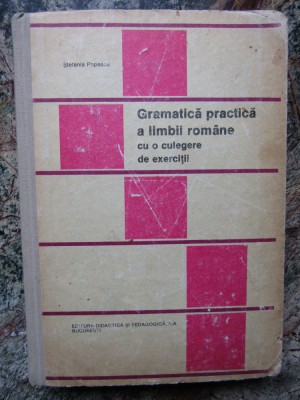 Ștefania Popescu
Gramatică practică
a limbii române
cu o culegere
de exerciții
EDITURA DIDACTICĂ ȘI PEDAGOGICĂ, R.A.
BUCUREȘTI